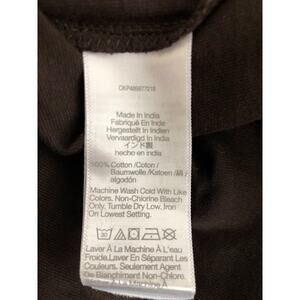 Made In India
Fabriqué En Inde
Hergestellt In Indien
Vervaardigd In India
インド製
hecho en india
100% Cotton /Coton /
Baumwolle /Katoen / 綿 /
algodón
Machine Wash Cold With Like
Colors. Non-Chlorine Bleach
Only. Tumble Dry Low, Iron
On Lowest Setting.
Laver À La Machine À L'eau
Froide. Laver En Séparant Les
Couleurs. Seulement Agent
De Blanchiment Non-Chlore.